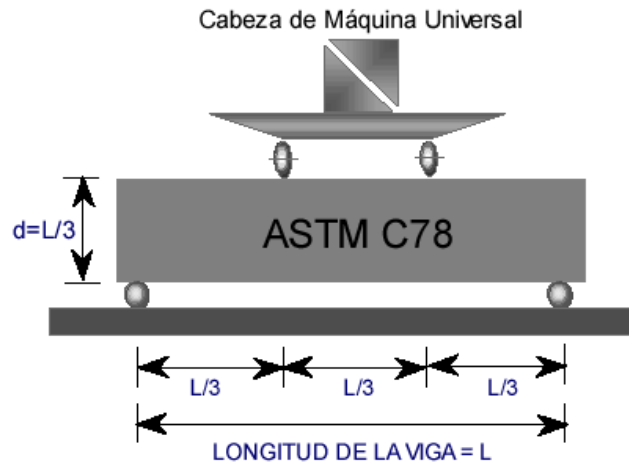 Cabeza de Máquina Universal
d=L/3
ASTM C78
L/3
L/3
L/3
LONGITUD DE LA VIGA = L